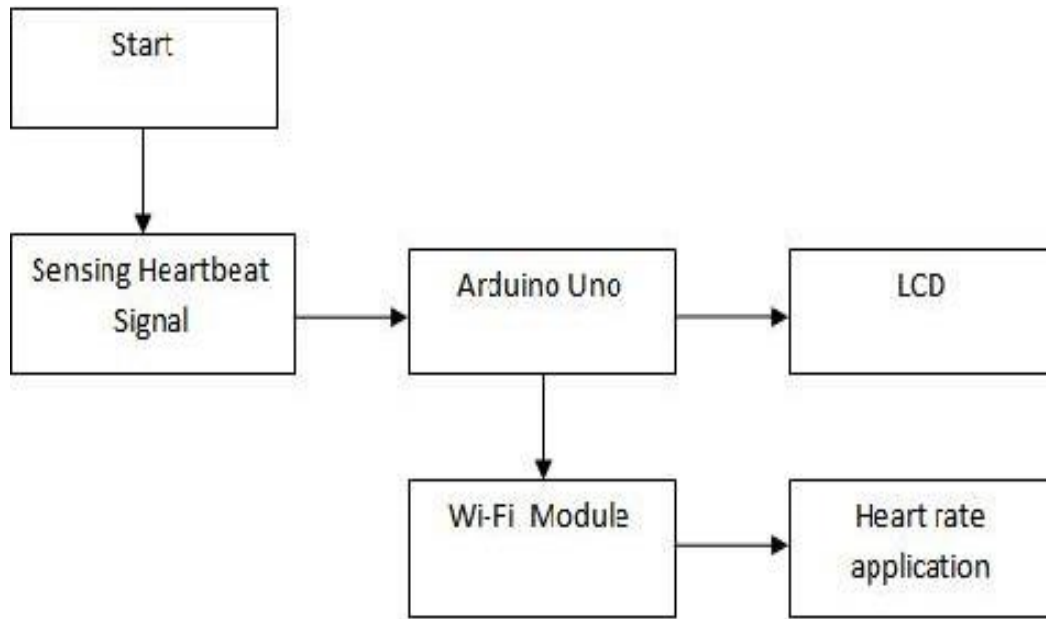 Start
Sensing Heartbeat
Signal
Arduino Uno
LCD
Wi-Fi Module
Heart rate
application